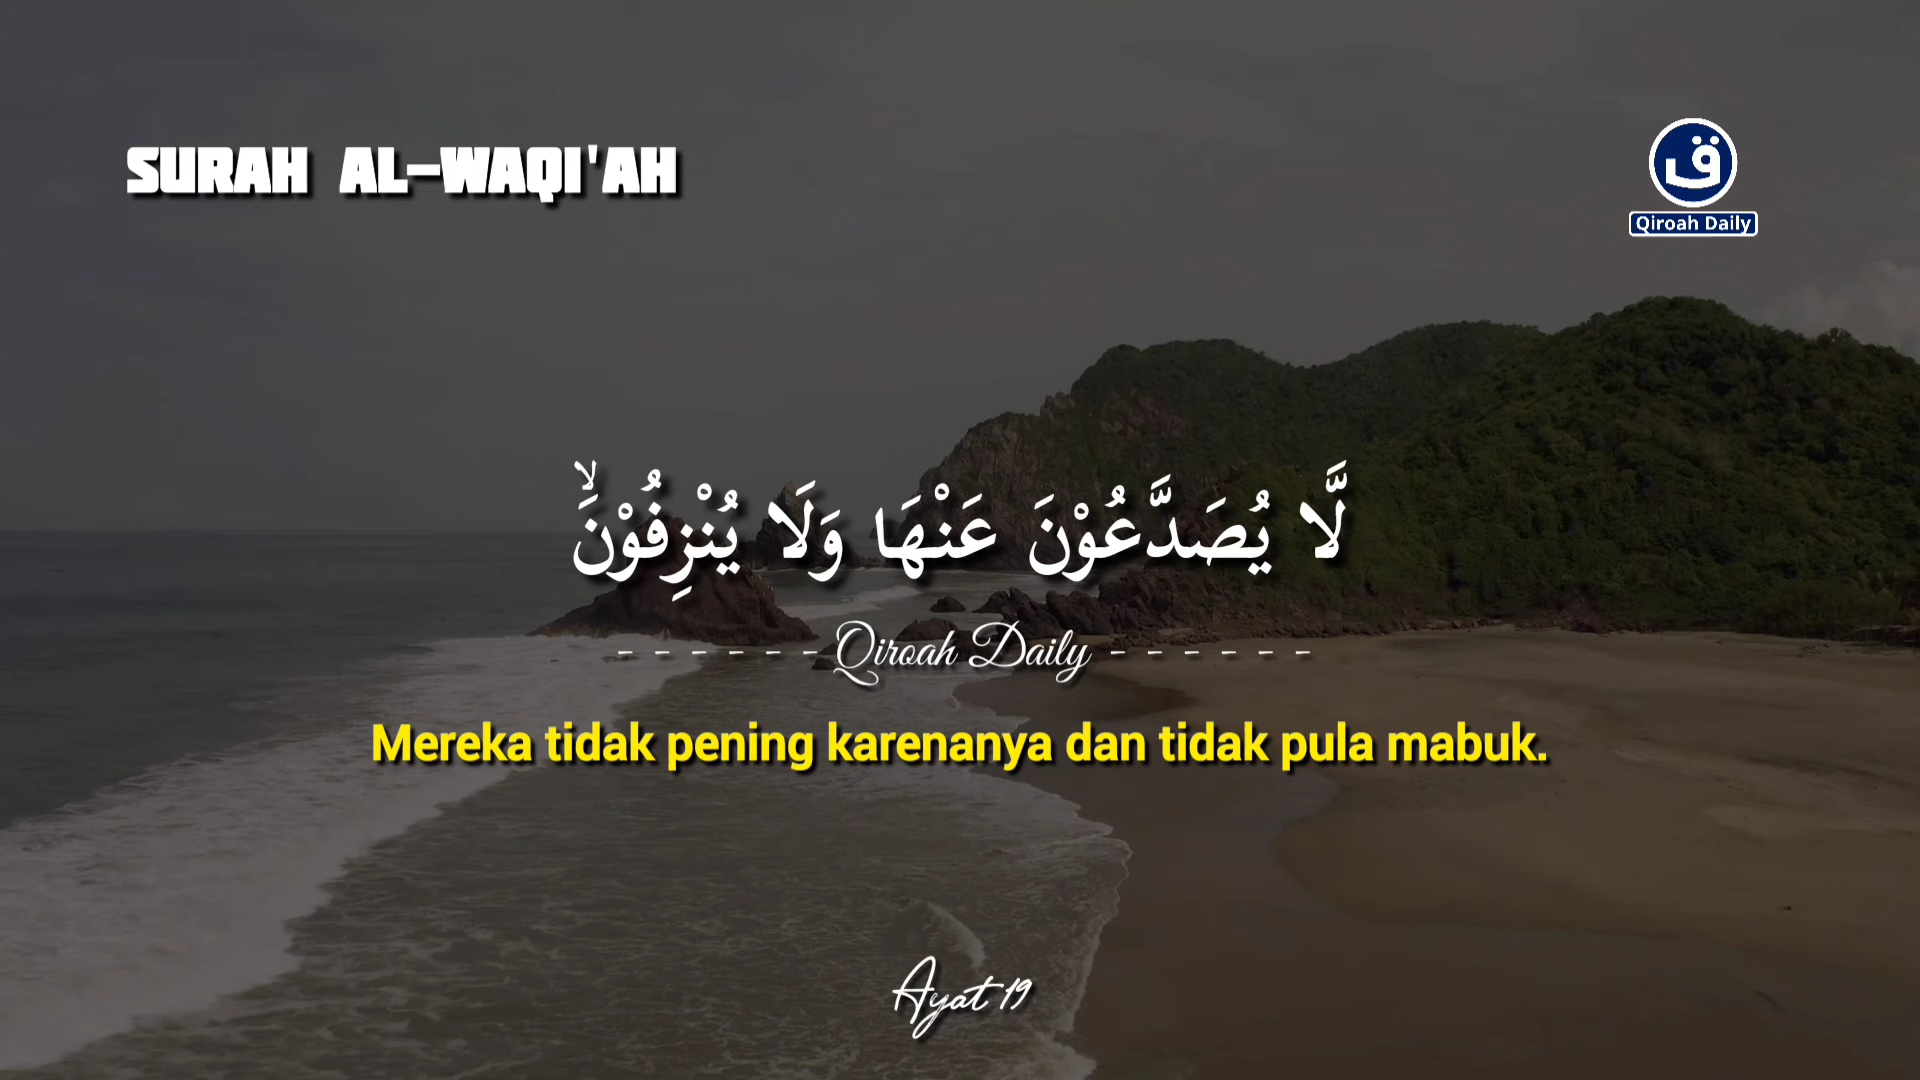 SURAH AL-WAQI'AH
ق
Qiroah Daily
لَّا يُصَدَّعُوْنَ عَنْهَا وَلَا يُنْزِفُوْنَۙ
- - - - - - Qiroah Daily - - - - - -
Mereka tidak pening karenanya dan tidak pula mabuk.
Ayat 19